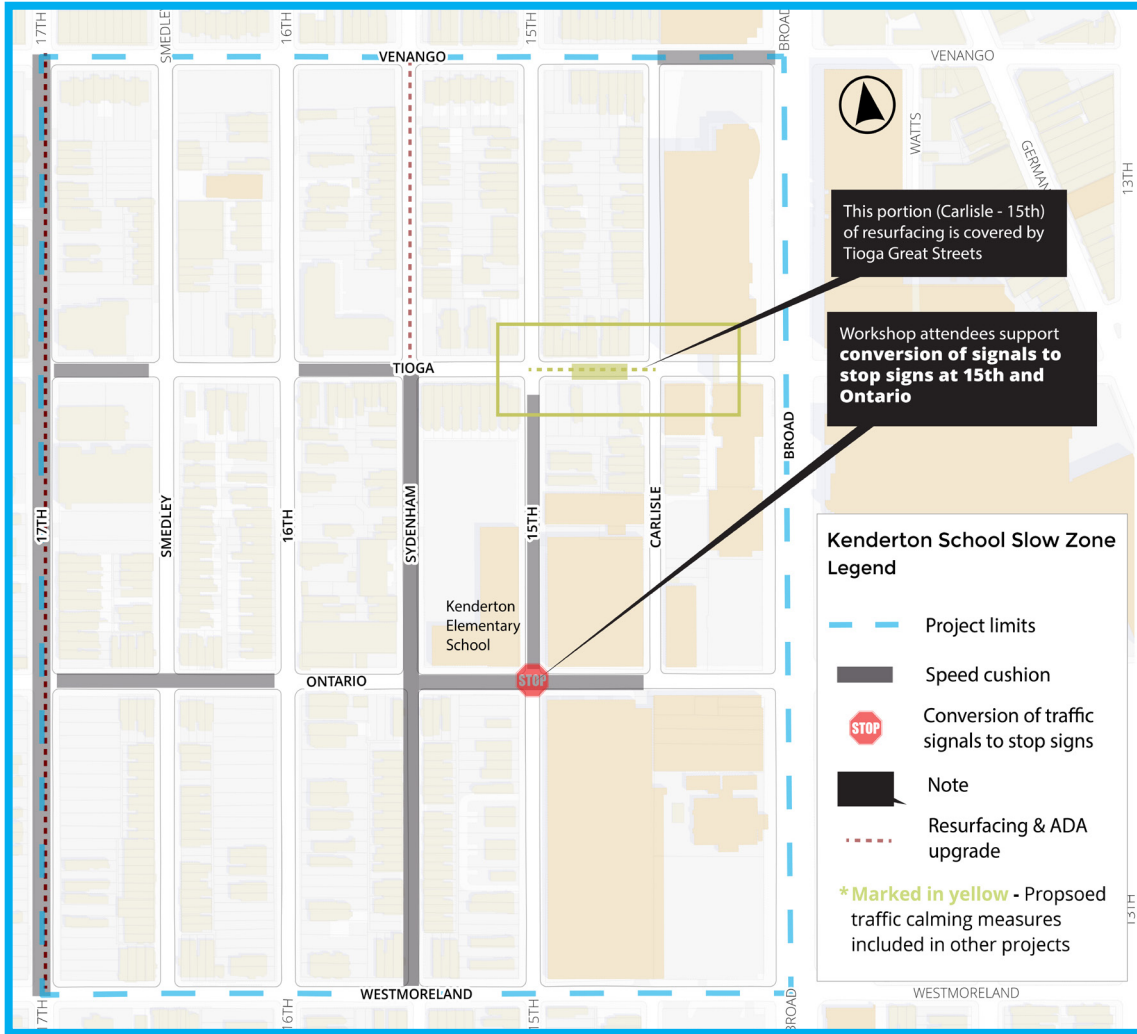 17TH
SMEDLEY
16TH
15TH
BROAD
VENANGO
VENANGO
WATTS
GERMAN
13TH
This portion (Carlisle - 15th)
of resurfacing is covered by
Tioga Great Streets
Workshop attendees support
conversion of signals to
stop signs at 15th and
Ontario
TIOGA
BROAD
17TH
SMEDLEY
16TH
SYDENHAM
15TH
CARLISLE
Kenderton
Elementary
School
ONTARIO
STOP
Kenderton School Slow Zone
Legend
Project limits
Speed cushion
STOP
Conversion of traffic
signals to stop signs
Note
Resurfacing & ADA
upgrade
*Marked in yellow - Propsoed
traffic calming measures
included in other projects
13TH
WESTMORELAND
WESTMORELAND
17TH
16TH
15TH
BROAD